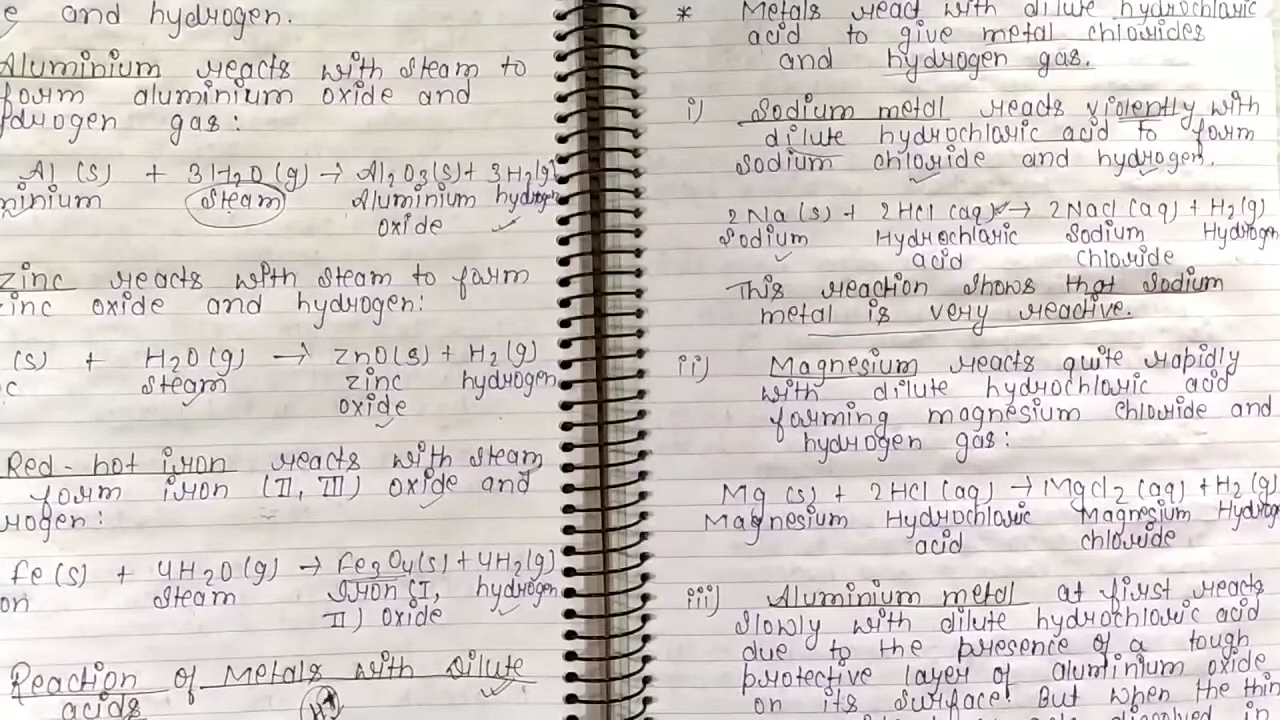 e and hydrogen.
Aluminium reacts with steam to
form aluminium oxide and
ydrogen gas:
Al (s) + 3H2O (g) → Al2O3(s) + 3H2(g)
minium steam Aluminium hydrogen
oxide
zinc reacts with steam to form
zinc oxide and hydrogen:
(s) + H2O(g) → ZnO(s) + H2(g)
c steam zinc hydrogen
oxide
Red-hot iron reacts with steam
form iron (II, III) oxide and
rogen:
Fe(s) + 4H2O(g) → Fe3O4(s) + 4H2(g)
on steam Iron (I, hydrogen
II) oxide
Reaction of Metals with Dilute
acids
H+
* Metals react with dilute hydrochloric
acid to give metal chlorides
and hydrogen gas.
i) Sodium metal reacts violently with
dilute hydrochloric acid to form
sodium chloride and hydrogen.
2Na(s) + 2HCl (aq) → 2Nacl (aq) + H2(g)
Sodium Hydrochloric Sodium Hydrogen
acid chloride
This reaction shows that sodium
metal is very reactive.
ii) Magnesium reacts quite rapidly
with dilute hydrochloric acid
forming magnesium chloride and
hydrogen gas:
Mg (s) + 2HCl (aq) → Mgcl2 (aq) + H2(g)
Magnesium Hydrochloric Magnesium Hydrog
acid chloride
iii) Aluminium metal at first reacts
slowly with dilute hydrochloric acid
due to the presence of a tough
protective layer of aluminium oxide
on its surface. But when the thin
dissolved in